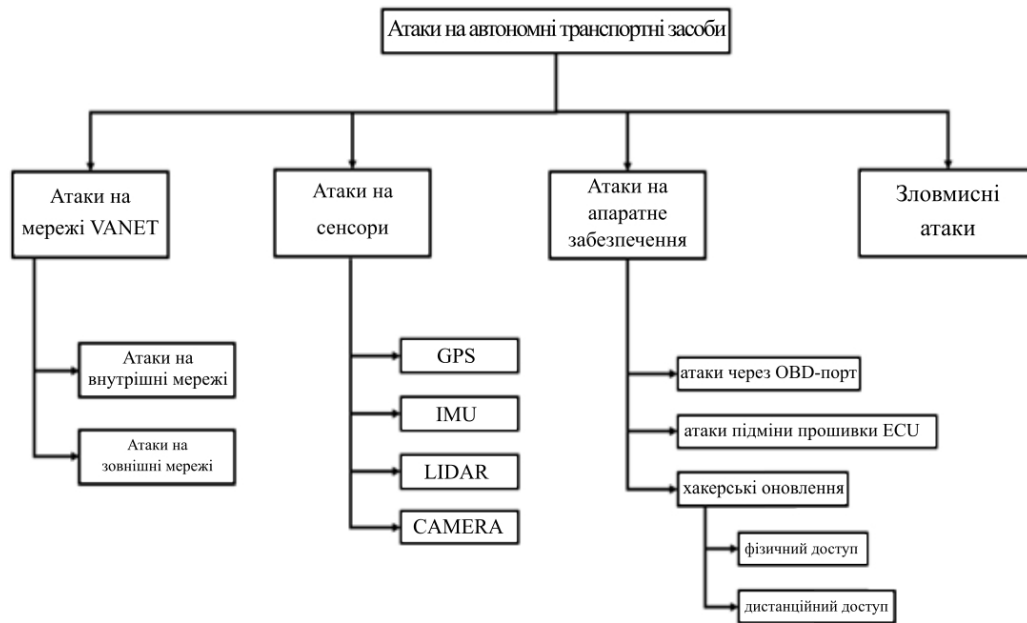 Атаки на автономні транспортні засоби
Атаки на
мережі VANET
Атаки на
внутрішні мережі
Атаки на
зовнішні мережі
Атаки на
сенсори
GPS
IMU
LIDAR
CAMERA
Атаки на
апаратне
забезпечення
атаки через OBD-порт
атаки підміни прошивки ECU
хакерські оновлення
фізичний доступ
дистанційний доступ
Зловмисні
атаки